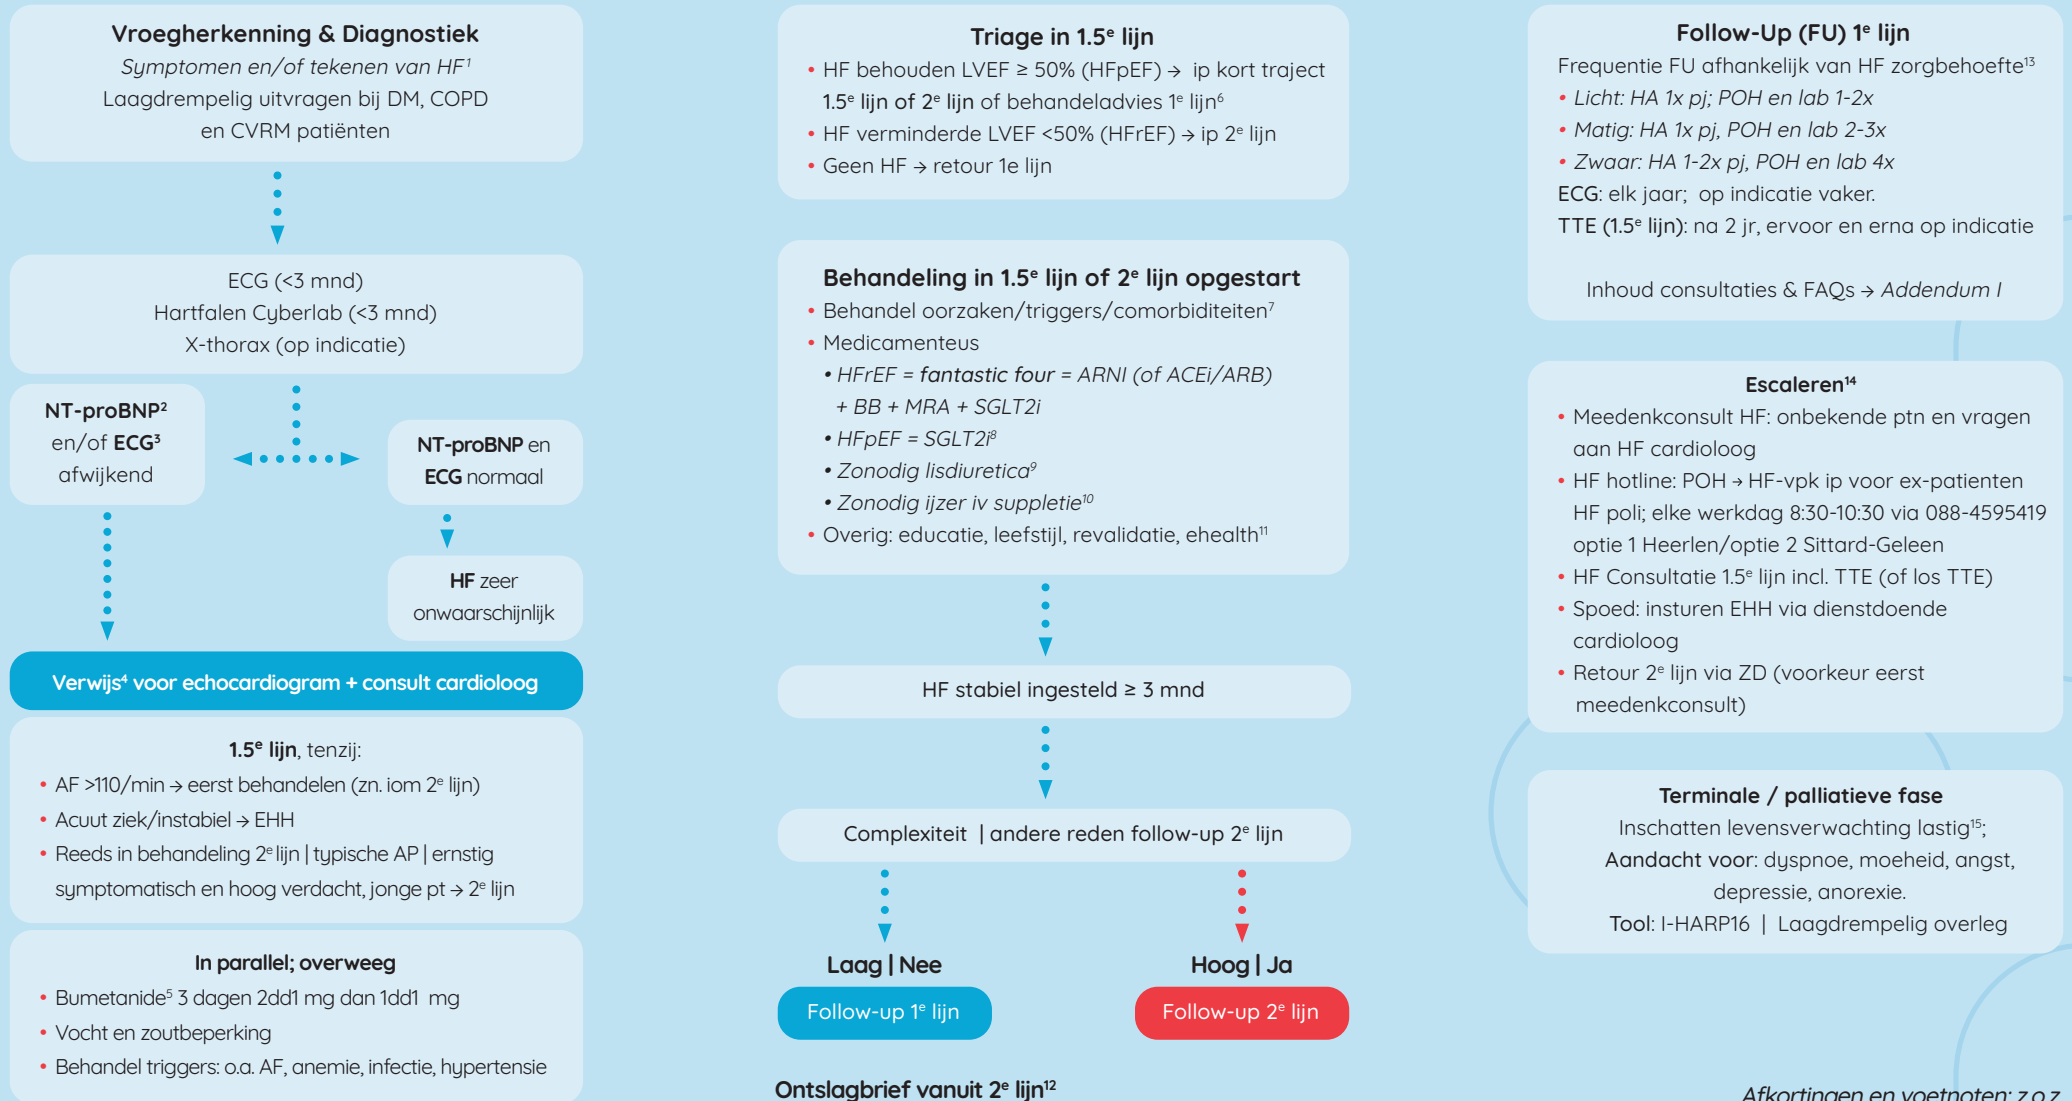 Vroegherkenning & Diagnostiek
Symptomen en/of tekenen van HF¹
Laagdrempelig uitvragen bij DM, COPD
en CVRM patiënten
ECG (<3 mnd)
Hartfalen Cyberlab (<3 mnd)
X-thorax (op indicatie)
NT-proBNP²
en/of ECG³
afwijkend
NT-proBNP en
ECG normaal
HF zeer
onwaarschijnlijk
Verwijs⁴ voor echocardiogram + consult cardioloog
1.5ᵉ lijn, tenzij:
• AF >110/min → eerst behandelen (zn. iom 2ᵉ lijn)
• Acuut ziek/instabiel → EHH
• Reeds in behandeling 2ᵉ lijn | typische AP | ernstig
symptomatisch en hoog verdacht, jonge pt → 2ᵉ lijn
In parallel; overweeg
• Bumetanide⁵ 3 dagen 2dd1 mg dan 1dd1 mg
• Vocht en zoutbeperking
• Behandel triggers: o.a. AF, anemie, infectie, hypertensie
Triage in 1.5ᵉ lijn
• HF behouden LVEF ≥ 50% (HFpEF) → ip kort traject
1.5ᵉ lijn of 2ᵉ lijn of behandeladvies 1ᵉ lijn⁶
• HF verminderde LVEF <50% (HFrEF) → ip 2ᵉ lijn
• Geen HF → retour 1e lijn
Behandeling in 1.5ᵉ lijn of 2ᵉ lijn opgestart
• Behandel oorzaken/triggers/comorbiditeiten⁷
• Medicamenteus
• HFrEF = fantastic four = ARNI (of ACEi/ARB)
+ BB + MRA + SGLT2i
• HFpEF = SGLT2i⁸
• Zonodig lisdiuretica⁹
• Zonodig ijzer iv suppletie¹⁰
• Overig: educatie, leefstijl, revalidatie, ehealth¹¹
HF stabiel ingesteld ≥ 3 mnd
Complexiteit | andere reden follow-up 2ᵉ lijn
Laag | Nee
Hoog | Ja
Follow-up 1ᵉ lijn
Follow-up 2ᵉ lijn
Ontslagbrief vanuit 2ᵉ lijn¹²
Follow-Up (FU) 1ᵉ lijn
Frequentie FU afhankelijk van HF zorgbehoefte¹³
• Licht: HA 1x pj; POH en lab 1-2x
• Matig: HA 1x pj, POH en lab 2-3x
• Zwaar: HA 1-2x pj, POH en lab 4x
ECG: elk jaar; op indicatie vaker.
TTE (1.5ᵉ lijn): na 2 jr, ervoor en erna op indicatie
Inhoud consultaties & FAQs → Addendum I
Escaleren¹⁴
• Meedenkconsult HF: onbekende ptn en vragen
aan HF cardioloog
• HF hotline: POH → HF-vpk ip voor ex-patienten
HF poli; elke werkdag 8:30-10:30 via 088-4595419
optie 1 Heerlen/optie 2 Sittard-Geleen
• HF Consultatie 1.5ᵉ lijn incl. TTE (of los TTE)
• Spoed: insturen EHH via dienstdoende
cardioloog
• Retour 2ᵉ lijn via ZD (voorkeur eerst
meedenkconsult)
Terminale / palliatieve fase
Inschatten levensverwachting lastig¹⁵;
Aandacht voor: dyspnoe, moeheid, angst,
depressie, anorexie.
Tool: I-HARP16 | Laagdrempelig overleg
Afkortingen en voetnoten: z.o.z.